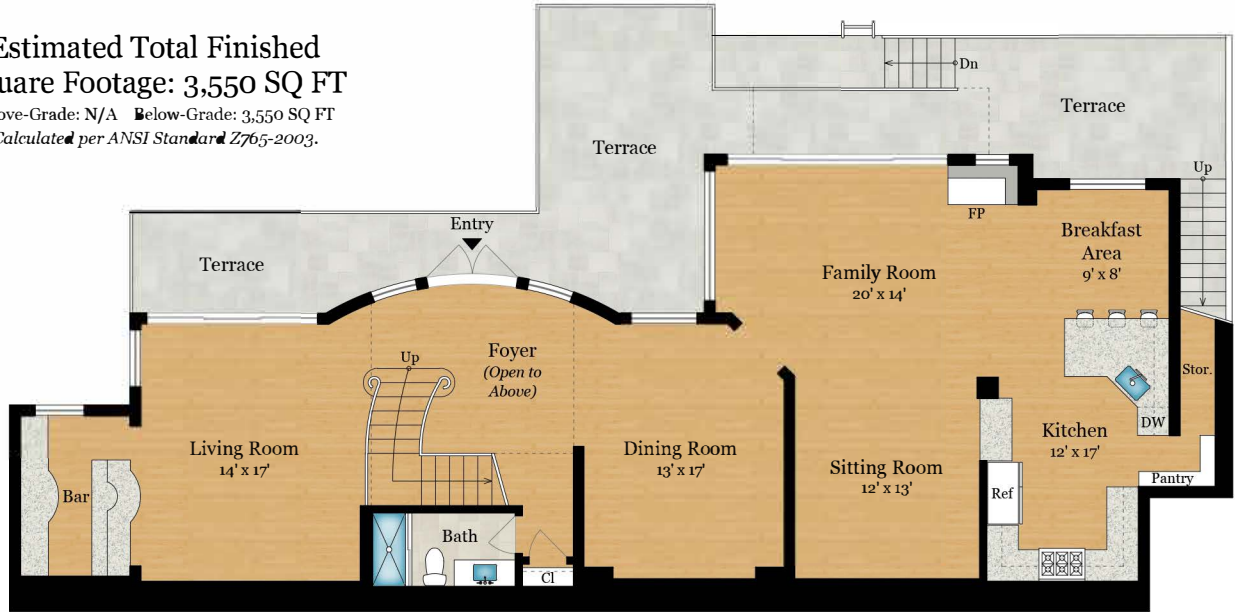 Estimated Total Finished
uare Footage: 3,550 SQ FT
ove-Grade: N/A Below-Grade: 3,550 SQ FT
Calculated per ANSI Standard Z765-2003.
Dn
Terrace
Terrace
Up
Entry
FP
Breakfast
Area
9' x 8'
Terrace
Family Room
20' x 14'
Foyer
(Open to
Above)
Up
Stor.
Living Room
14' x 17'
Dining Room
13' x 17'
Kitchen
12' x 17'
DW
Sitting Room
12' x 13'
Pantry
Bar
Ref
Bath
Cl